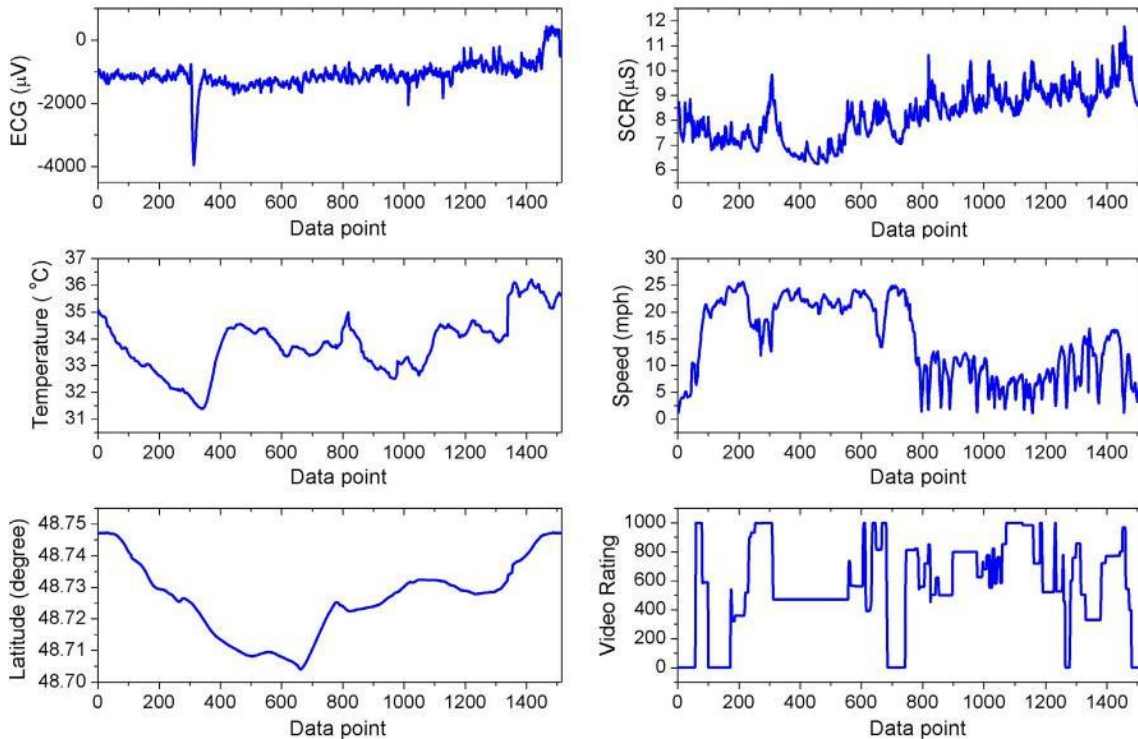 ECG (μV)
0
-2000
-4000
0 200 400 600 800 1000 1200 1400
Data point
SCR(μS)
12
11
10
9
8
7
6
0 200 400 600 800 1000 1200 1400
Data point
Temperature ( °C)
37
36
35
34
33
32
31
0 200 400 600 800 1000 1200 1400
Data point
Speed (mph)
30
25
20
15
10
5
0
0 200 400 600 800 1000 1200 1400
Data point
Latitude (degree)
48.75
48.74
48.73
48.72
48.71
48.70
0 200 400 600 800 1000 1200 1400
Data point
Video Rating
1000
800
600
400
200
0
0 200 400 600 800 1000 1200 1400
Data point